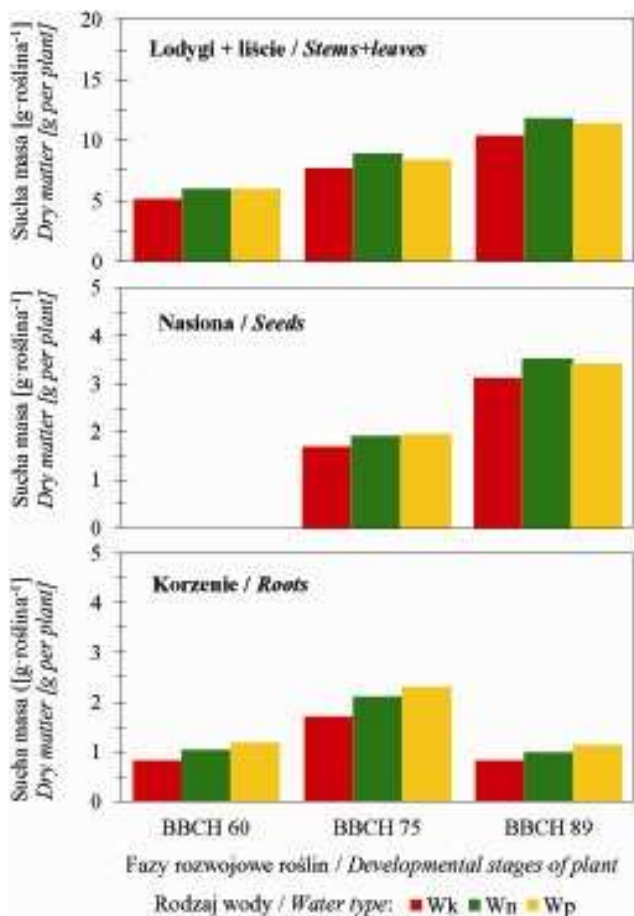 Sucha masa [g·roślina⁻¹]
Dry matter [g per plant]
Lodygi + liście / Stems+leaves
20
15
10
5
0
Sucha masa [g·roślina⁻¹]
Dry matter [g per plant]
Nasiona / Seeds
5
4
3
2
1
0
Sucha masa ([g·roślina⁻¹]
Dry matter [g per plant]
Korzenie / Roots
5
4
3
2
1
0
BBCH 60 BBCH 75 BBCH 89
Fazy rozwojowe roślin / Developmental stages of plant
Rodzaj wody / Water type: Wk Wn Wp